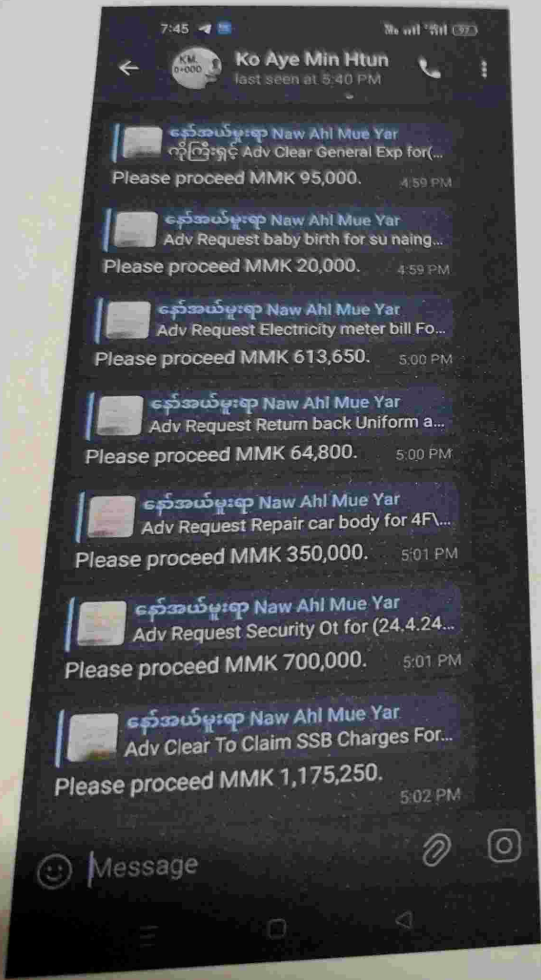 7:45
Ko Aye Min Htun
last seen at 5:40 PM
KM.
0+000
နော်အယ်မူးရာ Naw Ahl Mue Yar
ကိုကြီးရှင့် Adv Clear General Exp for(...
Please proceed MMK 95,000.
4:59 PM
နော်အယ်မူးရာ Naw Ahl Mue Yar
Adv Request baby birth for su naing...
Please proceed MMK 20,000.
4:59 PM
နော်အယ်မူးရာ Naw Ahl Mue Yar
Adv Request Electricity meter bill Fo...
Please proceed MMK 613,650.
5:00 PM
နော်အယ်မူးရာ Naw Ahl Mue Yar
Adv Request Return back Uniform a...
Please proceed MMK 64,800.
5:00 PM
နော်အယ်မူးရာ Naw Ahl Mue Yar
Adv Request Repair car body for 4F\...
Please proceed MMK 350,000.
5:01 PM
နော်အယ်မူးရာ Naw Ahl Mue Yar
Adv Request Security Ot for (24.4.24...
Please proceed MMK 700,000.
5:01 PM
နော်အယ်မူးရာ Naw Ahl Mue Yar
Adv Clear To Claim SSB Charges For...
Please proceed MMK 1,175,250.
5:02 PM
Message